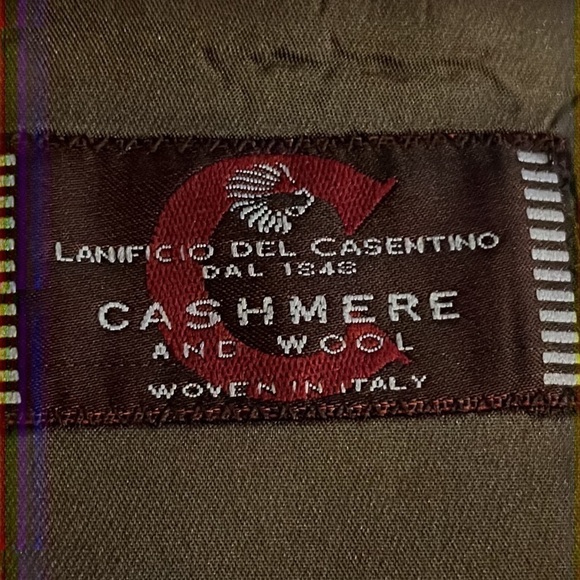 LANIFICIO DEL CASENTINO
DAL 1848
CASHMERE
AND WOOL
WOVEN IN ITALY